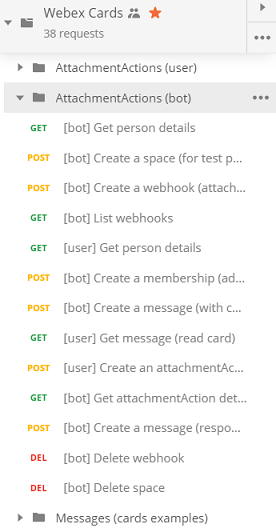 Webex Cards
38 requests
AttachmentActions (user)
AttachmentActions (bot)
GET [bot] Get person details
POST [bot] Create a space (for test p...
POST [bot] Create a webhook (attach...
GET [bot] List webhooks
GET [user] Get person details
POST [bot] Create a membership (ad...
POST [bot] Create a message (with c...
GET [user] Get message (read card)
POST [user] Create an attachmentAc...
GET [bot] Get attachmentAction det...
POST [bot] Create a message (respo...
DEL [bot] Delete webhook
DEL [bot] Delete space
Messages (cards examples)